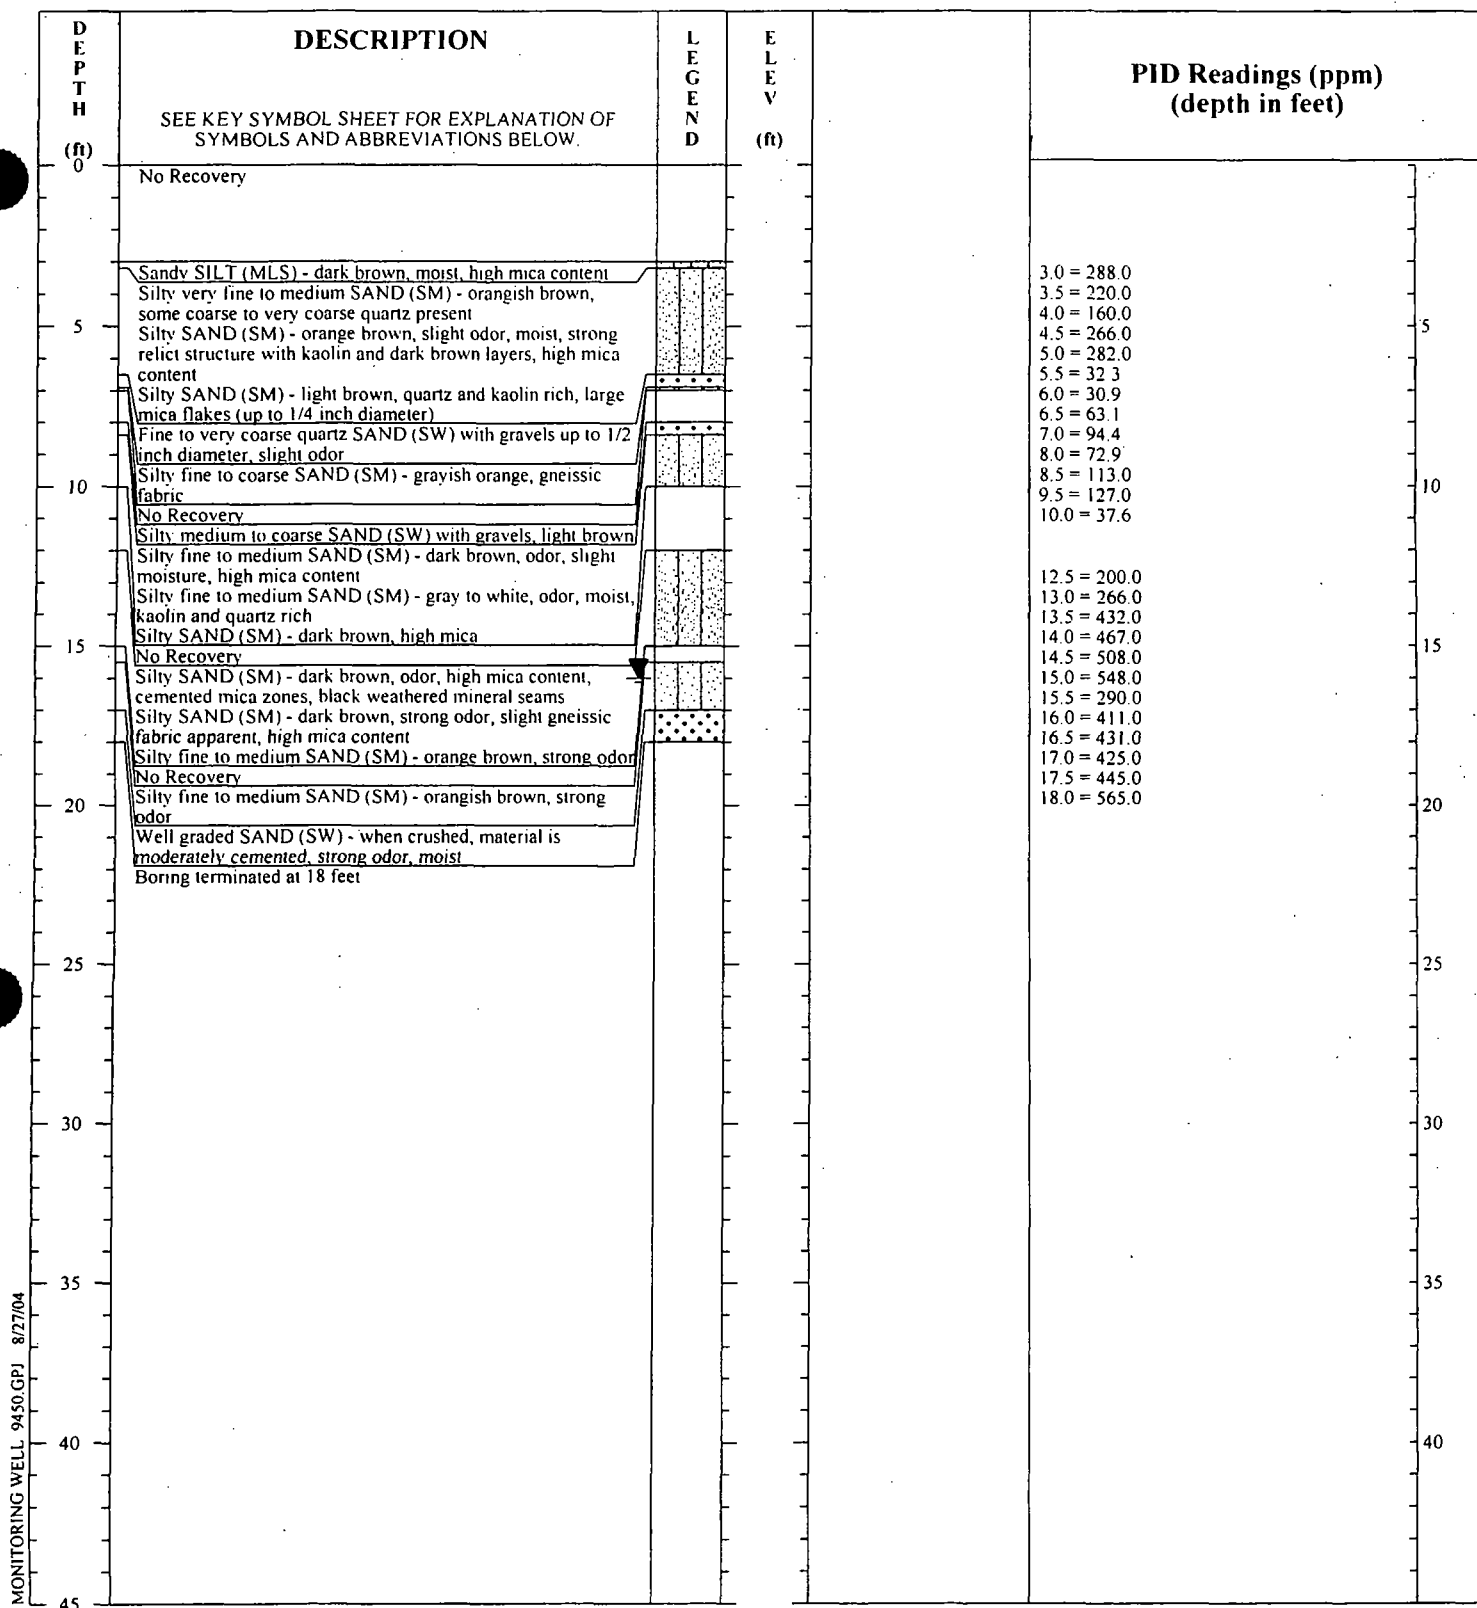 DEPTH (ft)
DESCRIPTION
SEE KEY SYMBOL SHEET FOR EXPLANATION OF
SYMBOLS AND ABBREVIATIONS BELOW.
LEGEND
ELEV (ft)
PID Readings (ppm)
(depth in feet)
0
No Recovery
Sandy SILT (MLS) - dark brown, moist, high mica content
Silty very fine to medium SAND (SM) - orangish brown,
some coarse to very coarse quartz present
Silty SAND (SM) - orange brown, slight odor, moist, strong
relict structure with kaolin and dark brown layers, high mica
content
Silty SAND (SM) - light brown, quartz and kaolin rich, large
mica flakes (up to 1/4 inch diameter)
Fine to very coarse quartz SAND (SW) with gravels up to 1/2
inch diameter, slight odor
Silty fine to coarse SAND (SM) - grayish orange, gneissic
fabric
No Recovery
Silty medium to coarse SAND (SW) with gravels, light brown
Silty fine to medium SAND (SM) - dark brown, odor, slight
moisture, high mica content
Silty fine to medium SAND (SM) - gray to white, odor, moist,
kaolin and quartz rich
Silty SAND (SM) - dark brown, high mica
No Recovery
Silty SAND (SM) - dark brown, odor, high mica content,
cemented mica zones, black weathered mineral seams
Silty SAND (SM) - dark brown, strong odor, slight gneissic
fabric apparent, high mica content
Silty fine to medium SAND (SM) - orange brown, strong odor
No Recovery
Silty fine to medium SAND (SM) - orangish brown, strong
odor
Well graded SAND (SW) - when crushed, material is
moderately cemented, strong odor, moist
Boring terminated at 18 feet
5
10
15
20
25
30
35
40
45
3.0 = 288.0
3.5 = 220.0
4.0 = 160.0
4.5 = 266.0
5.0 = 282.0
5.5 = 32 3
6.0 = 30.9
6.5 = 63.1
7.0 = 94.4
8.0 = 72.9
8.5 = 113.0
9.5 = 127.0
10.0 = 37.6
12.5 = 200.0
13.0 = 266.0
13.5 = 432.0
14.0 = 467.0
14.5 = 508.0
15.0 = 548.0
15.5 = 290.0
16.0 = 411.0
16.5 = 431.0
17.0 = 425.0
17.5 = 445.0
18.0 = 565.0
5
10
15
20
25
30
35
40
MONITORING WELL 9450.GPJ 8/27/04